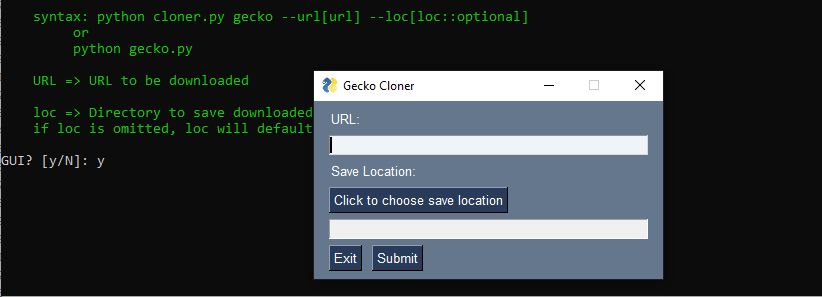 syntax: python cloner.py gecko --url[url] --loc[loc::optional]
or
python gecko.py
URL => URL to be downloaded
loc => Directory to save downloaded
if loc is omitted, loc will default
GUI? [y/N]: y
Gecko Cloner
URL:
Save Location:
Click to choose save location
Exit Submit